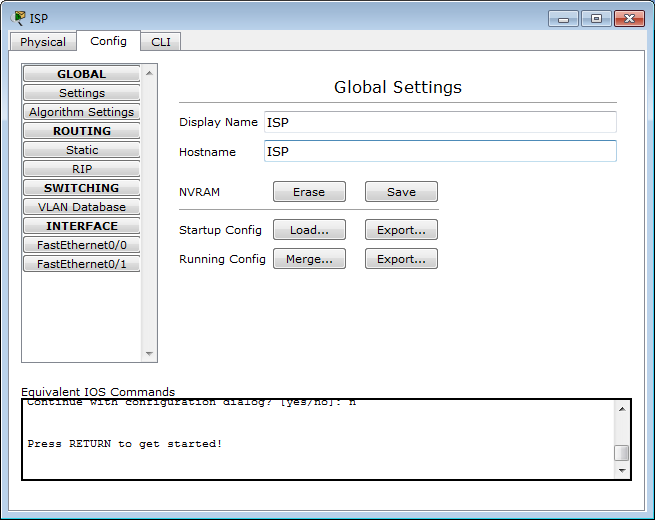 ISP
Physical Config CLI
GLOBAL
Settings
Algorithm Settings
ROUTING
Static
RIP
SWITCHING
VLAN Database
INTERFACE
FastEthernet0/0
FastEthernet0/1
Global Settings
Display Name ISP
Hostname ISP
NVRAM Erase Save
Startup Config Load... Export...
Running Config Merge... Export...
Equivalent IOS Commands
Continue with configuration dialog? [yes/no]: n
Press RETURN to get started!